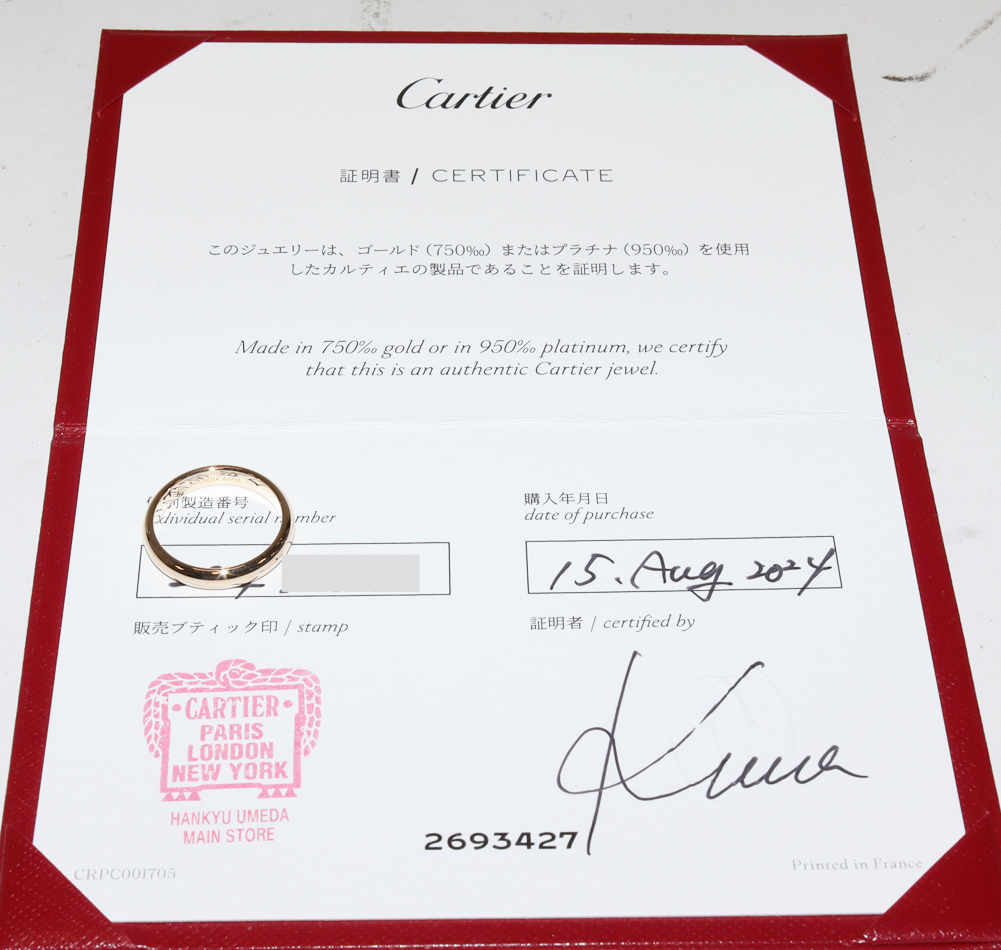 Cartier
証明書 / CERTIFICATE
このジュエリーは、ゴールド（750‰）またはプラチナ（950‰）を使用
したカルティエの製品であることを証明します。
Made in 750‰ gold or in 950‰ platinum, we certify
that this is an authentic Cartier jewel.
製造番号
individual serial number
購入年月日
date of purchase
15. Aug 2024
販売ブティック印 / stamp
証明者 / certified by
CARTIER
PARIS
LONDON
NEW YORK
HANKYU UMEDA
MAIN STORE
2693427
CRPC001705
Printed in France